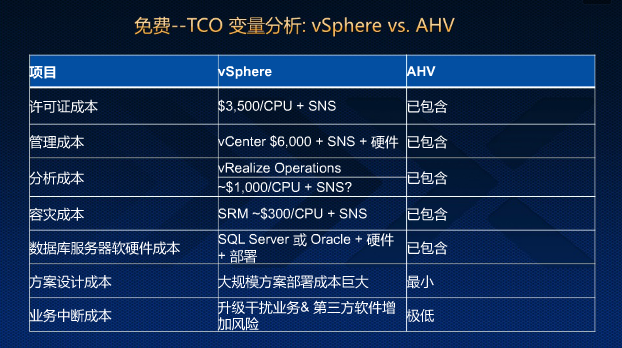 免费--TCO 变量分析: vSphere vs. AHV
项目 vSphere AHV
许可证成本 $3,500/CPU + SNS 已包含
管理成本 vCenter $6,000 + SNS + 硬件 已包含
分析成本 vRealize Operations 已包含
~$1,000/CPU + SNS?
容灾成本 SRM ~$300/CPU + SNS 已包含
数据库服务器软硬件成本 SQL Server 或 Oracle + 硬件 已包含
+ 部署
方案设计成本 大规模方案部署成本巨大 最小
业务中断成本 升级干扰业务& 第三方软件增 极低
加风险